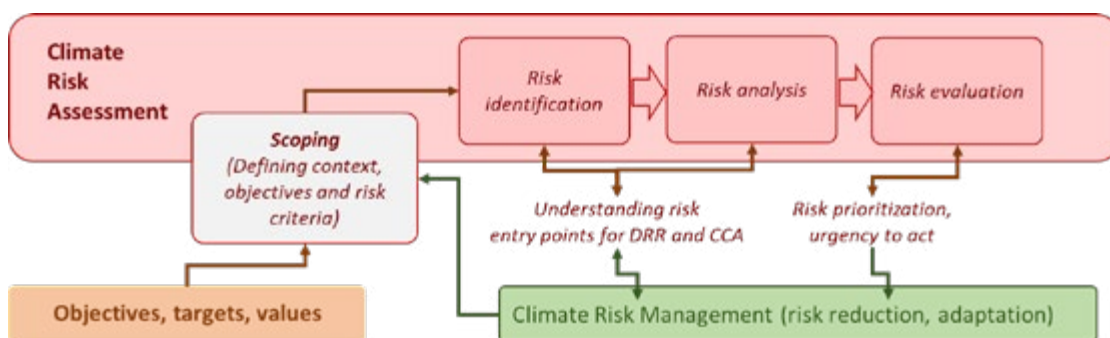 Climate
Risk
Assessment
Risk
identification
Risk analysis
Risk evaluation
Scoping
(Defining context,
objectives and risk
criteria)
Understanding risk
entry points for DRR and CCA
Risk prioritization,
urgency to act
Objectives, targets, values
Climate Risk Management (risk reduction, adaptation)